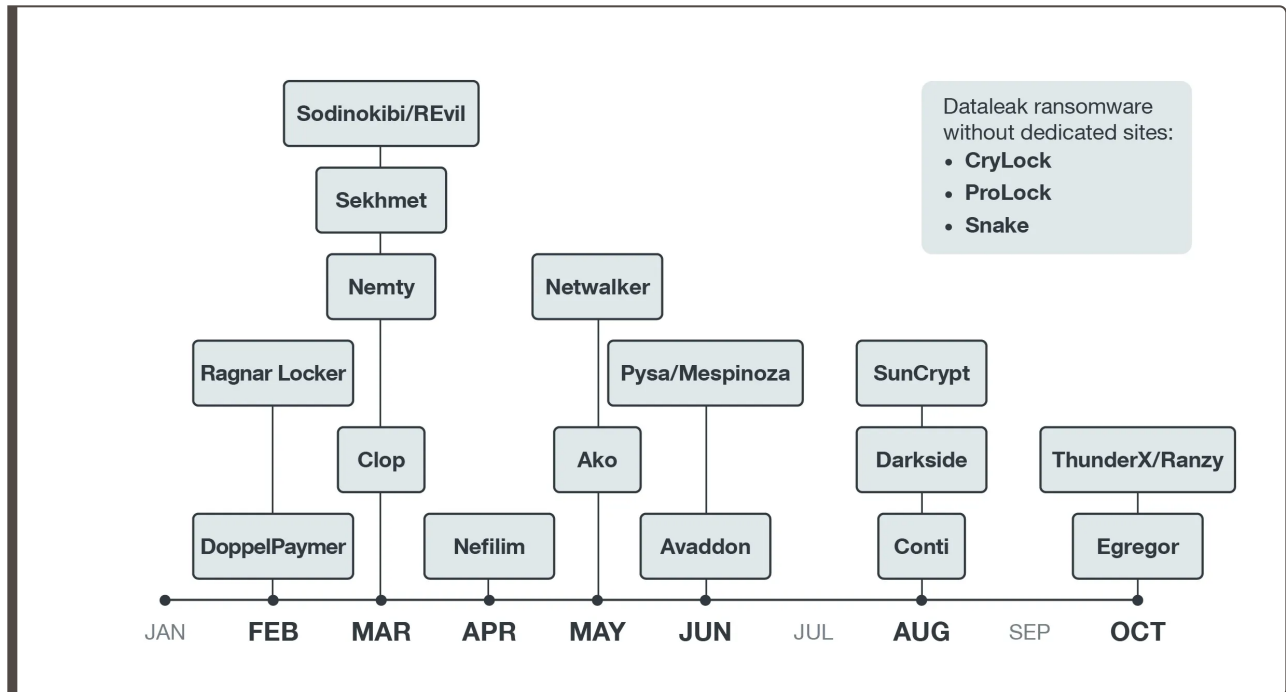 Sodinokibi/REvil
Dataleak ransomware
without dedicated sites:
• CryLock
• ProLock
• Snake
Sekhmet
Nemty
Netwalker
Ragnar Locker
Pysa/Mespinoza
SunCrypt
Clop
Ako
Darkside
ThunderX/Ranzy
DoppelPaymer
Nefilim
Avaddon
Conti
Egregor
JAN FEB MAR APR MAY JUN JUL AUG SEP OCT